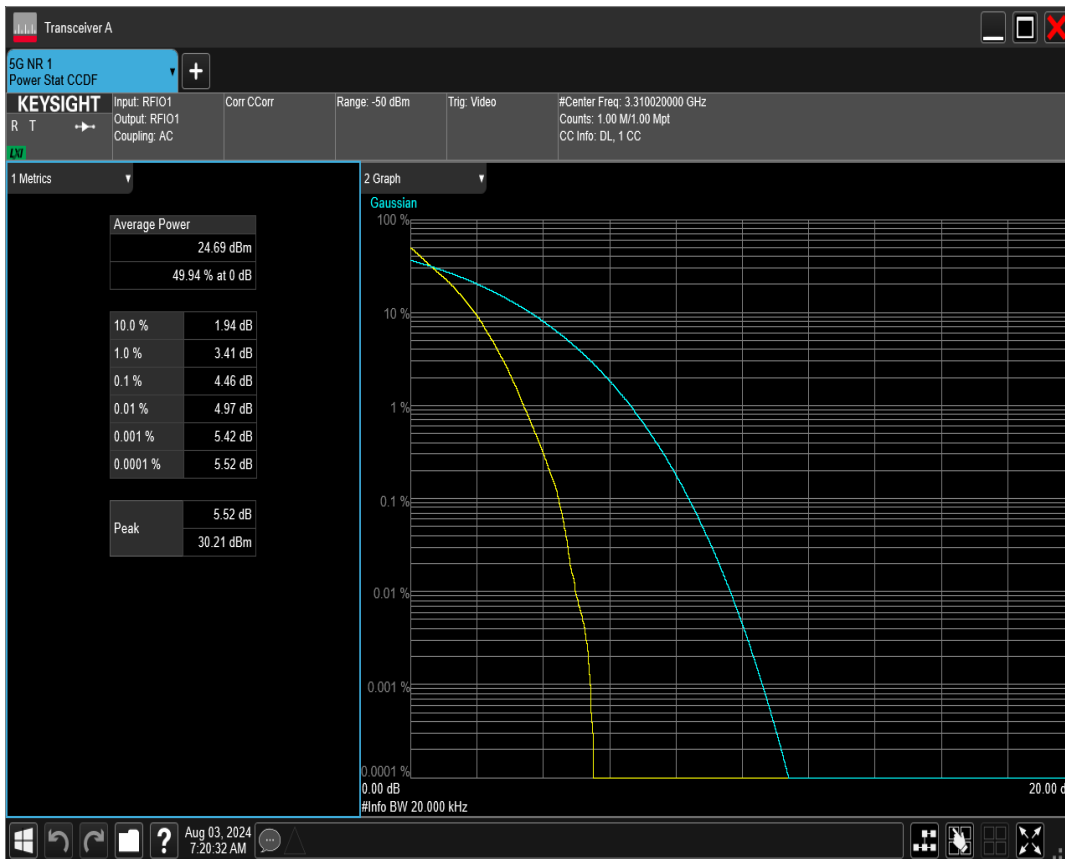 Transceiver A
5G NR 1
Power Stat CCDF
+
KEYSIGHT
R T
LXI
Input: RFIO1
Output: RFIO1
Coupling: AC
Corr CCorr
Range: -50 dBm
Trig: Video
#Center Freq: 3.310020000 GHz
Counts: 1.00 M/1.00 Mpt
CC Info: DL, 1 CC
1 Metrics
Average Power
24.69 dBm
49.94 % at 0 dB
10.0 % 1.94 dB
1.0 % 3.41 dB
0.1 % 4.46 dB
0.01 % 4.97 dB
0.001 % 5.42 dB
0.0001 % 5.52 dB
Peak
5.52 dB
30.21 dBm
2 Graph
Gaussian
100 %
10 %
1 %
0.1 %
0.01 %
0.001 %
0.0001 %
0.00 dB
20.00 d
#Info BW 20.000 kHz
?
Aug 03, 2024
7:20:32 AM